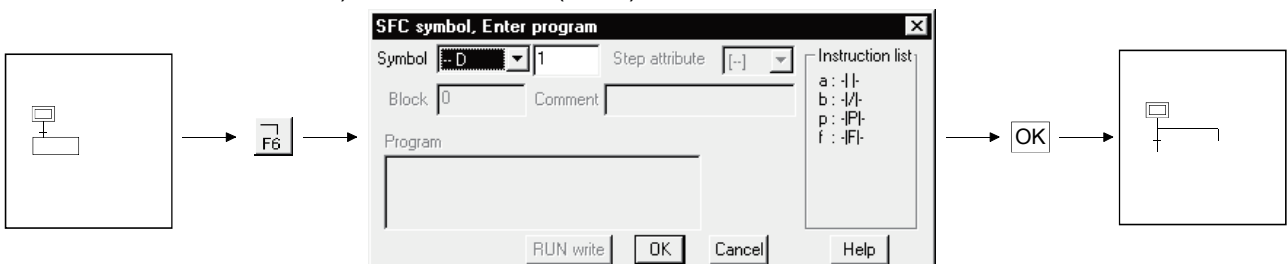 SFC symbol, Enter program
Symbol -- D 1 Step attribute [--] Instruction list
a : -| |-
Block 0 Comment b : -|/|-
p : -|P|-
Program f : -|F|-
F6
OK
RUN write OK Cancel Help